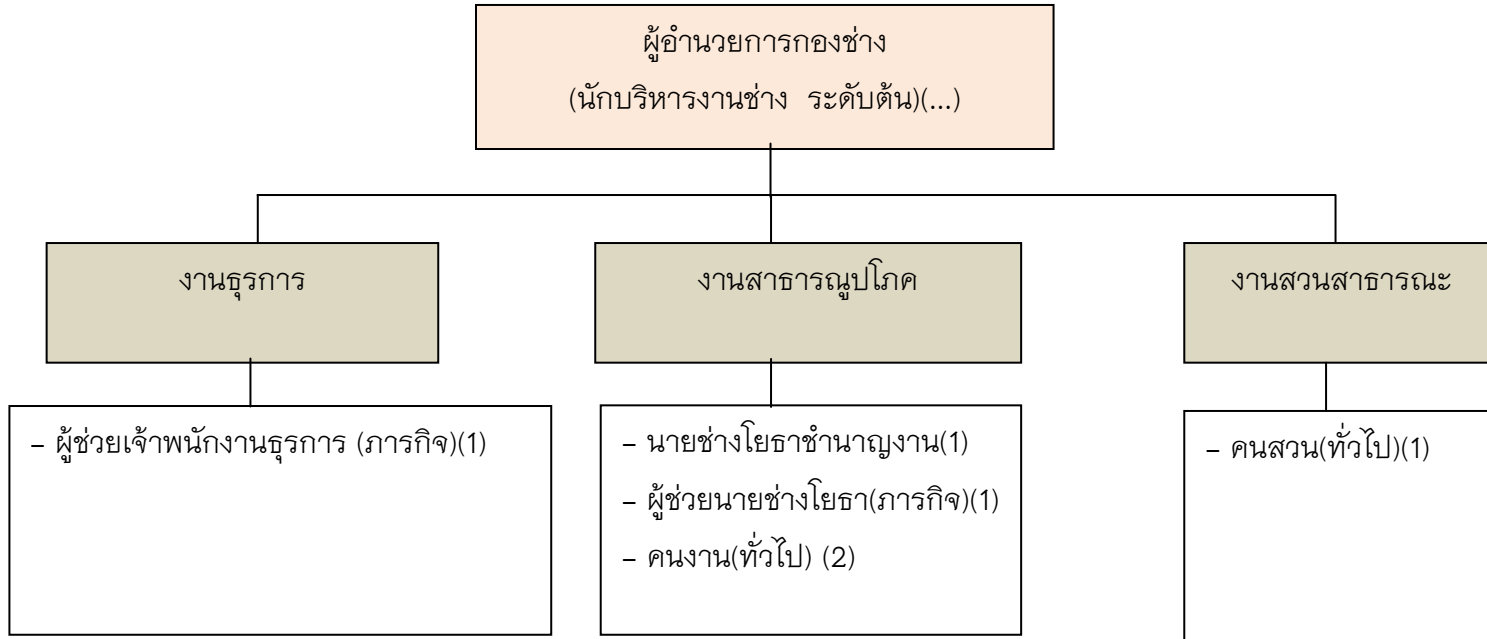 ผู้อำนวยการกองช่าง
(นักบริหารงานช่าง ระดับต้น)(...)
งานธุรการ
งานสาธารณูปโภค
งานสวนสาธารณะ
- ผู้ช่วยเจ้าพนักงานธุรการ (ภารกิจ)(1)
- นายช่างโยธาชำนาญงาน(1)
- ผู้ช่วยนายช่างโยธา(ภารกิจ)(1)
- คนงาน(ทั่วไป) (2)
- คนสวน(ทั่วไป)(1)